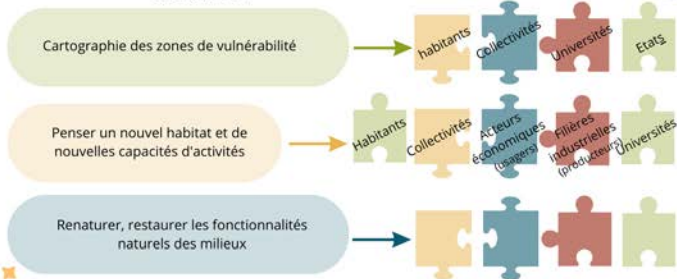 Cartographie des zones de vulnérabilité
habitants
Collectivités
Universités
Etats
Penser un nouvel habitat et de
nouvelles capacités d'activités
Habitants
Collectivités
Acteurs
économiques
(usagers)
Filières
industrielles
(producteurs)
Universités
Renaturer, restaurer les fonctionnalités
naturels des milieux